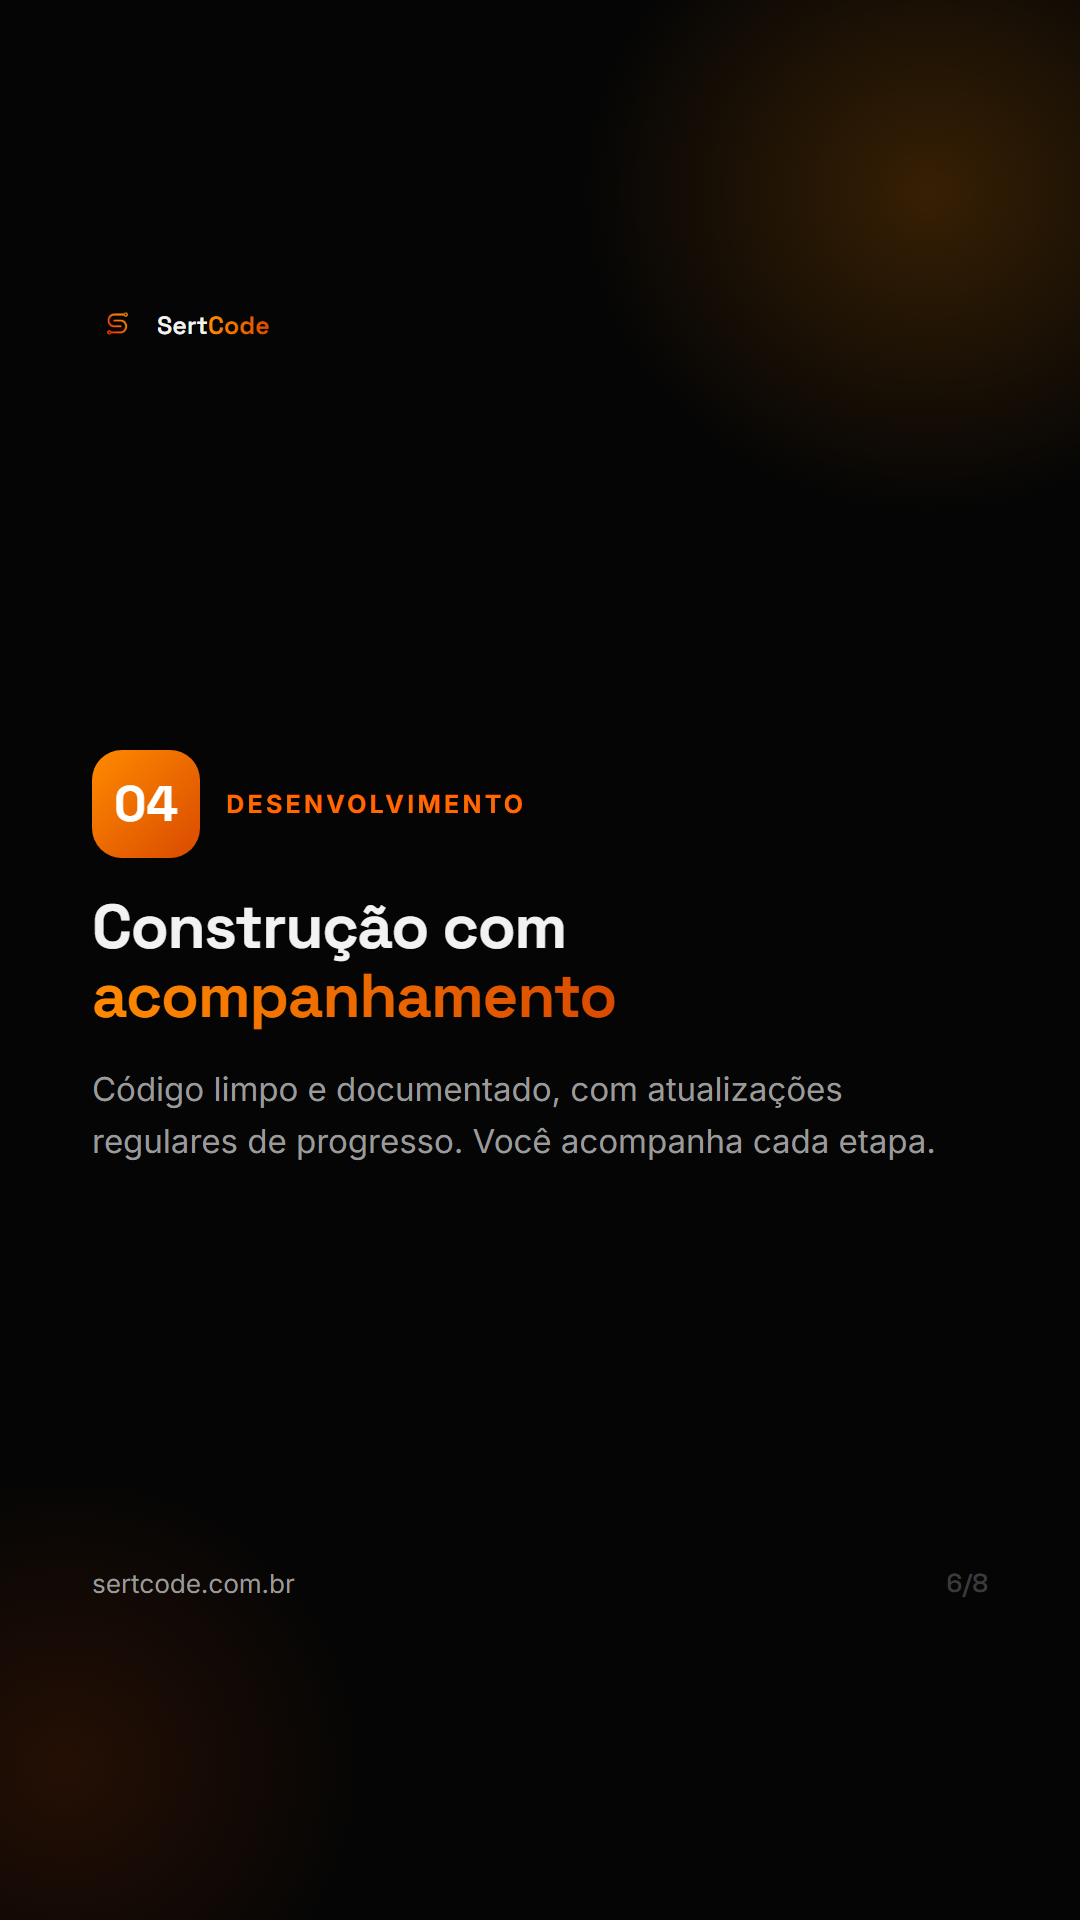 SertCode
04
DESENVOLVIMENTO
Construção com
acompanhamento
Código limpo e documentado, com atualizações
regulares de progresso. Você acompanha cada etapa.
sertcode.com.br
6/8